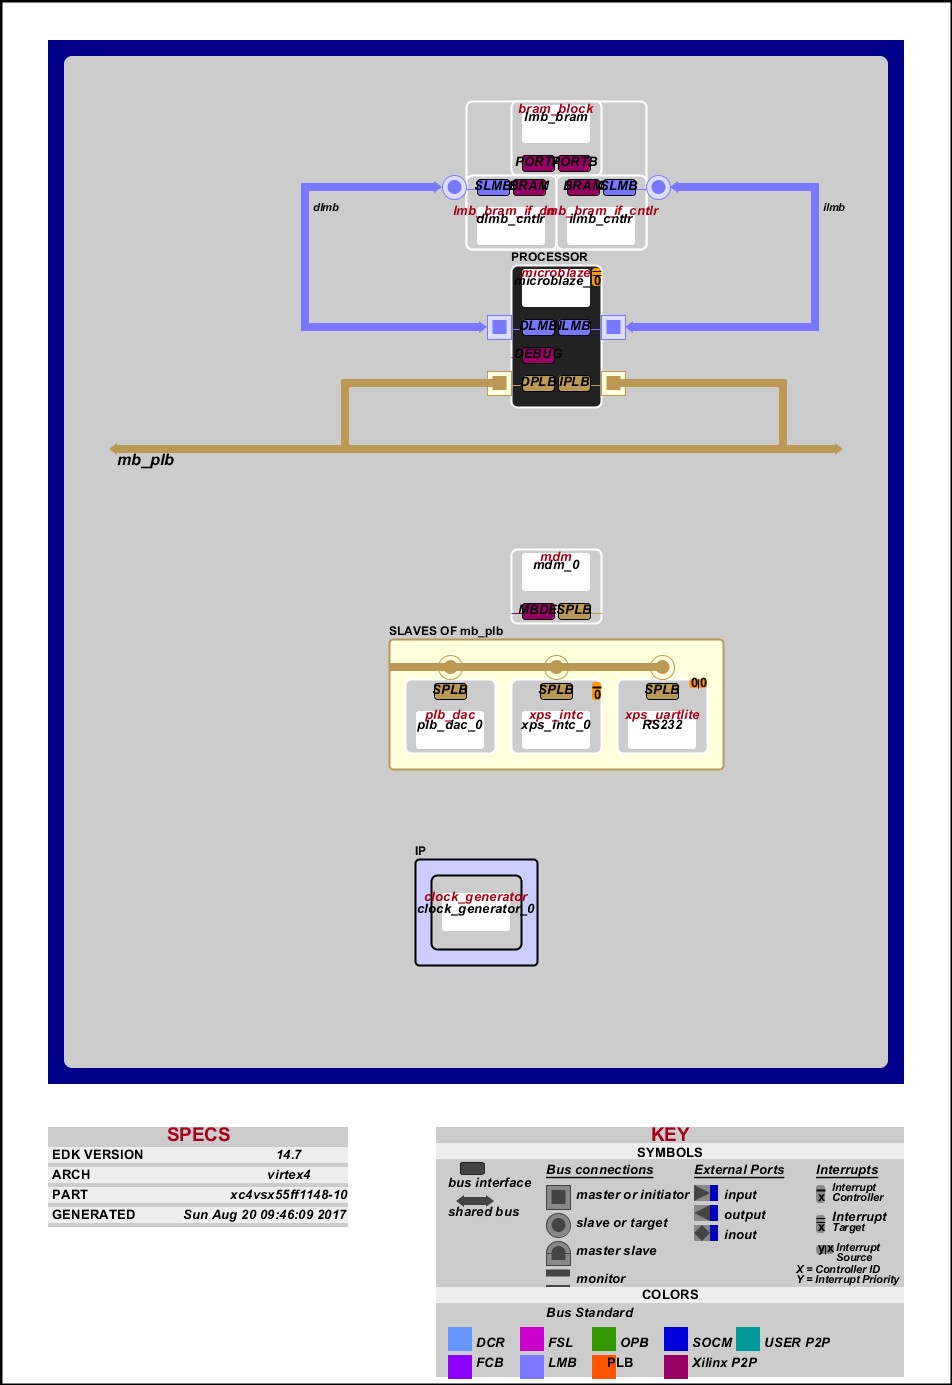 bram_block
lmb_bram
PORTB
SLMB BRAM BRAM SLMB
dlmb
ilmb
lmb_bram_if_cntlr
dlmb_cntlr
ilmb_cntlr
PROCESSOR
microblaze
microblaze_
0
DLMB ILMB
DEBUG
DPLB IPLB
mb_plb
mdm
mdm_0
SPLB
SLAVES OF mb_plb
SPLB SPLB SPLB
0
0|0
plb_dac xps_intc xps_uartlite
plb_dac_0 xps_intc_0 RS232
IP
clock_generator
clock_generator_0
SPECS
EDK VERSION 14.7
ARCH virtex4
PART xc4vsx55ff1148-10
GENERATED Sun Aug 20 09:46:09 2017
KEY
SYMBOLS
bus interface
shared bus
Bus connections
master or initiator
slave or target
master slave
monitor
External Ports
input
output
inout
Interrupts
x Interrupt
Controller
x Interrupt
Target
y|x Interrupt
Source
X = Controller ID
Y = Interrupt Priority
COLORS
Bus Standard
DCR FSL OPB SOCM USER P2P
FCB LMB PLB Xilinx P2P